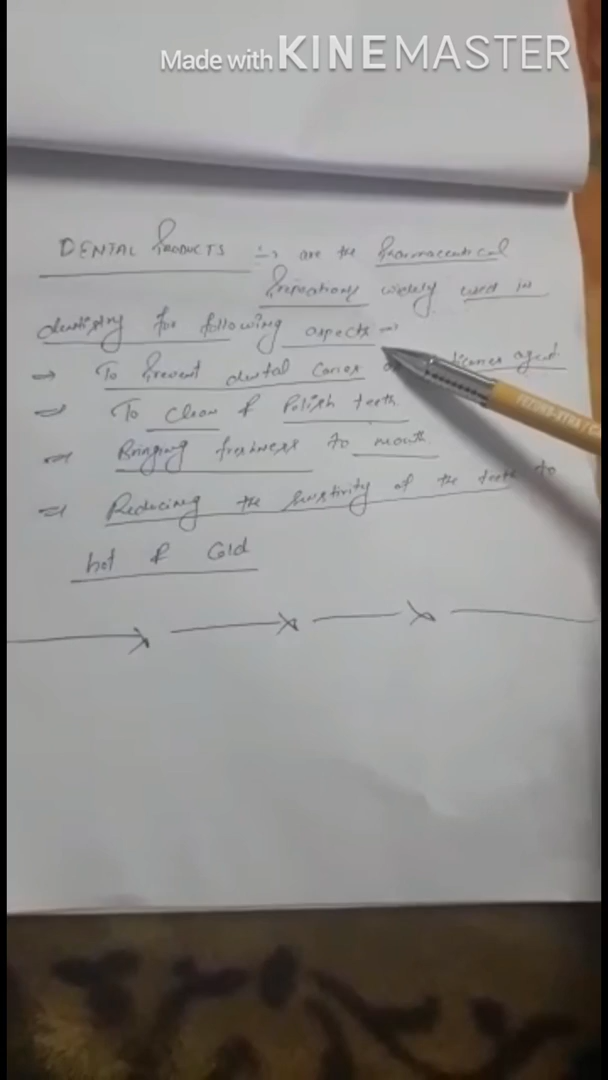 Made with KINEMASTER
DENTAL PRODUCTS :-> are the Pharmaceutical
Preparations widely used in
dentistry for following aspects ->
-> To Prevent dental Caries agent
-> To Clean & Polish teeth
-> Bringing freshness to mouth
-> Reducing the of the teeth to
hot & Cold